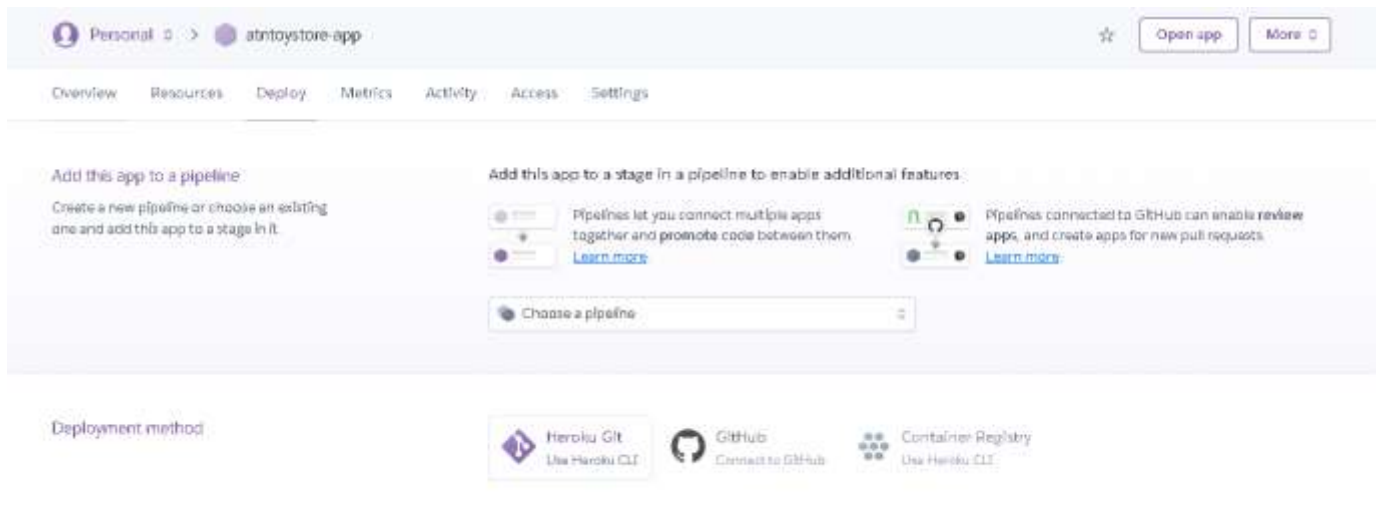 Personal > atntoystore-app
Open app
More
Overview Resources Deploy Metrics Activity Access Settings
Add this app to a pipeline
Create a new pipeline or choose an existing
one and add this app to a stage in it.
Add this app to a stage in a pipeline to enable additional features
Pipelines let you connect multiple apps
together and promote code between them.
Learn more
Pipelines connected to GitHub can enable review
apps, and create apps for new pull requests.
Learn more
Choose a pipeline
Deployment method
Heroku Git
Use Heroku CLI
GitHub
Connect to GitHub
Container Registry
Use Heroku CLI